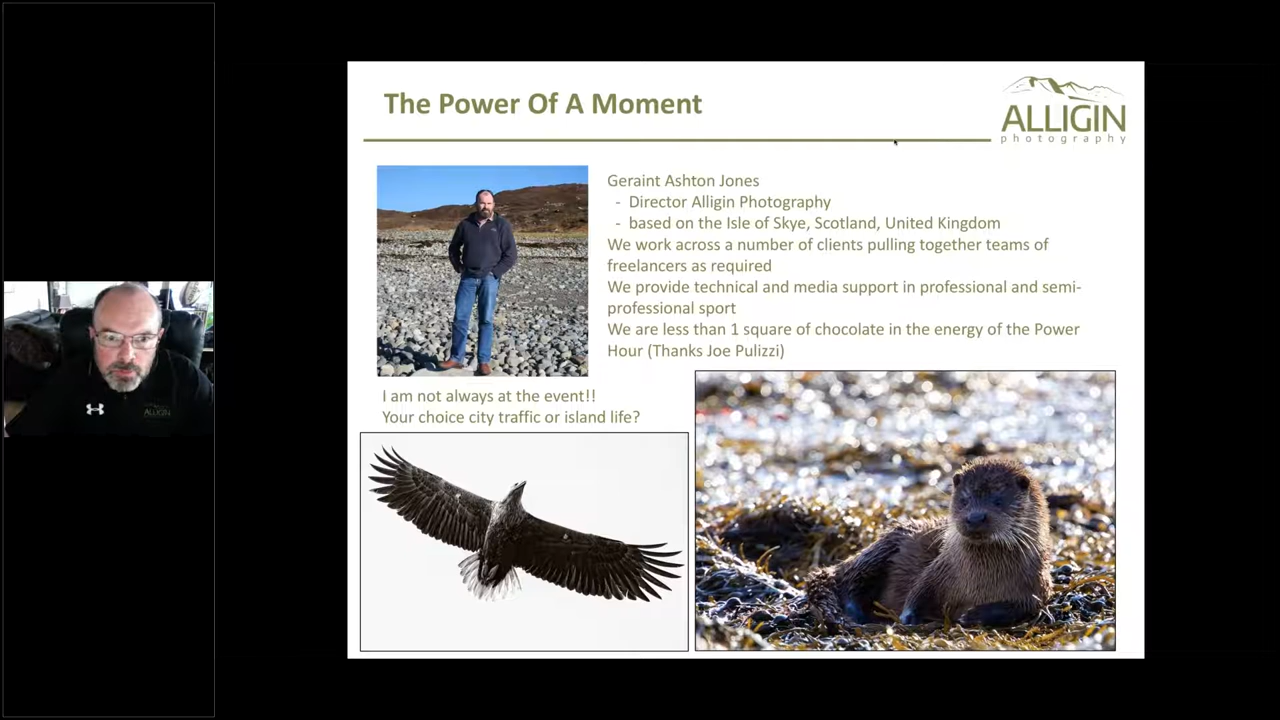 The Power Of A Moment
ALLIGIN
photography
Geraint Ashton Jones
- Director Alligin Photography
- based on the Isle of Skye, Scotland, United Kingdom
We work across a number of clients pulling together teams of
freelancers as required
We provide technical and media support in professional and semi-
professional sport
We are less than 1 square of chocolate in the energy of the Power
Hour (Thanks Joe Pulizzi)
I am not always at the event!!
Your choice city traffic or island life?
ALLIGIN